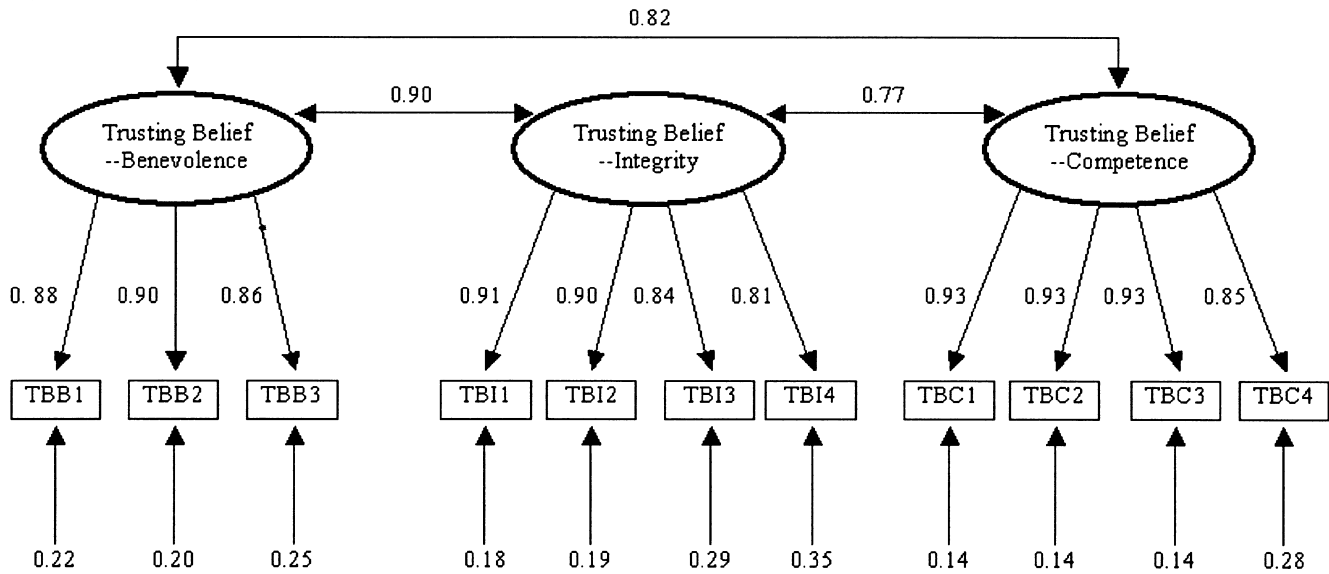 0.82
0.90
0.77
Trusting Belief
--Benevolence
Trusting Belief
--Integrity
Trusting Belief
--Competence
0. 88
0.90
0.86
0.91
0.90
0.84
0.81
0.93
0.93
0.93
0.85
TBB1
TBB2
TBB3
TBI1
TBI2
TBI3
TBI4
TBC1
TBC2
TBC3
TBC4
0.22
0.20
0.25
0.18
0.19
0.29
0.35
0.14
0.14
0.14
0.28